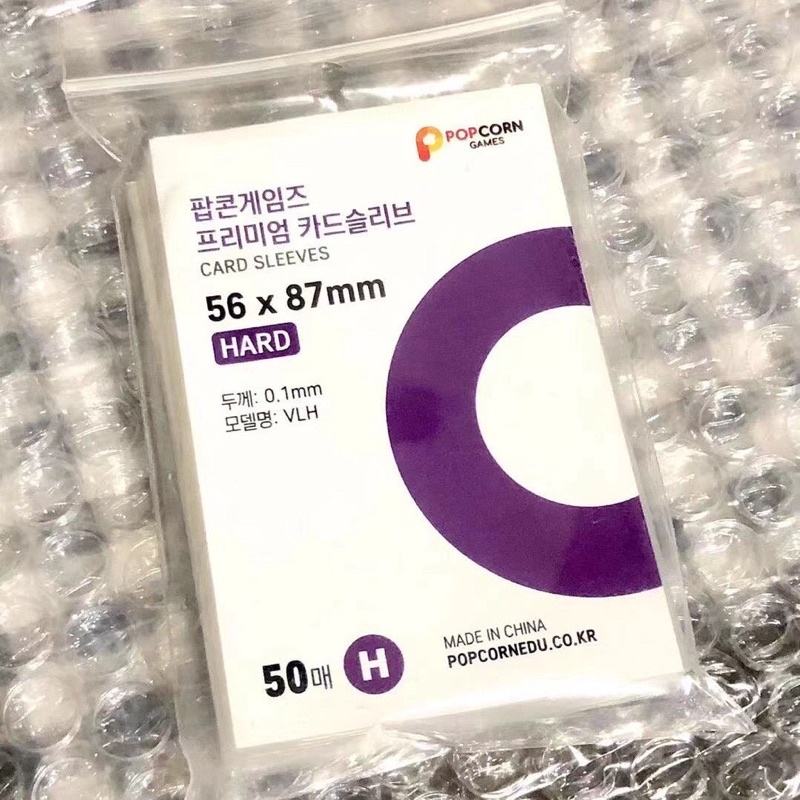 POPCORN
GAMES
팝콘게임즈
프리미엄 카드슬리브
CARD SLEEVES
56 x 87mm
HARD
두께: 0.1mm
모델명: VLH
50매
H
MADE IN CHINA
POPCORNEDU.CO.KR